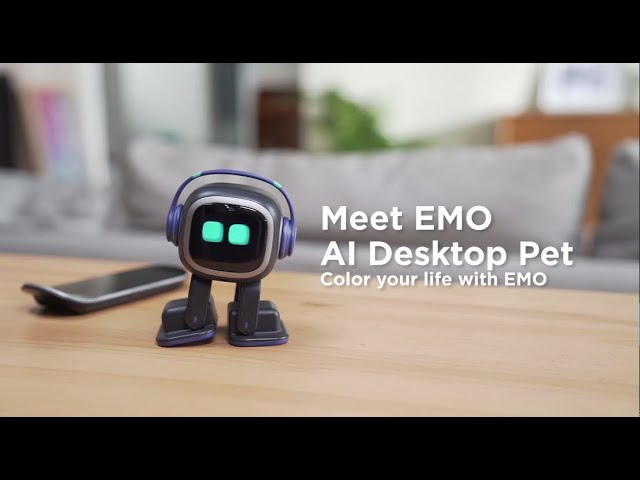 Meet EMO
AI Desktop Pet
Color your life with EMO